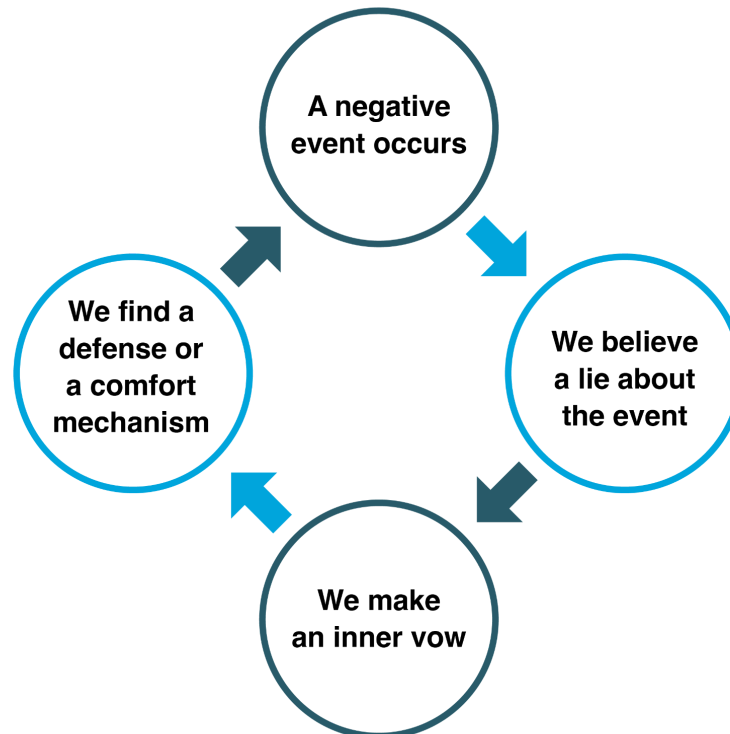 A negative
event occurs
We believe
a lie about
the event
We make
an inner vow
We find a
defense or
a comfort
mechanism